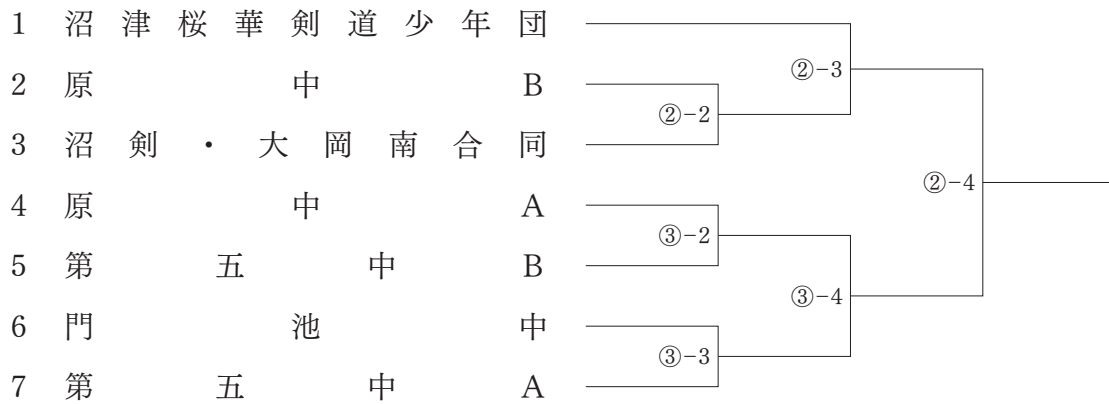 1 沼津桜華剣道少年団
②-3
2 原中B
②-2
3 沼剣・大岡南合同
②-4
4 原中A
③-2
5 第五中B
③-4
6 門池中
③-3
7 第五中A